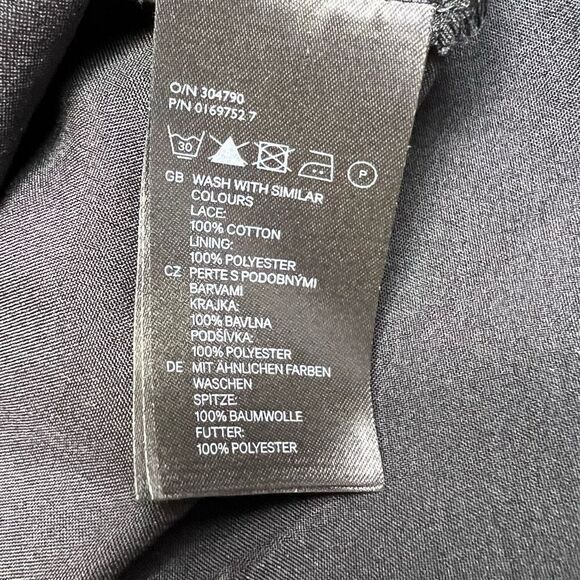 O/N 304790
P/N 0169752 7
30 P
GB WASH WITH SIMILAR
COLOURS
LACE:
100% COTTON
LINING:
100% POLYESTER
CZ PERTE S PODOBNÝMI
BARVAMI
KRAJKA:
100% BAVLNA
PODŠÍVKA:
100% POLYESTER
DE MIT ÄHNLICHEN FARBEN
WASCHEN
SPITZE:
100% BAUMWOLLE
FUTTER:
100% POLYESTER